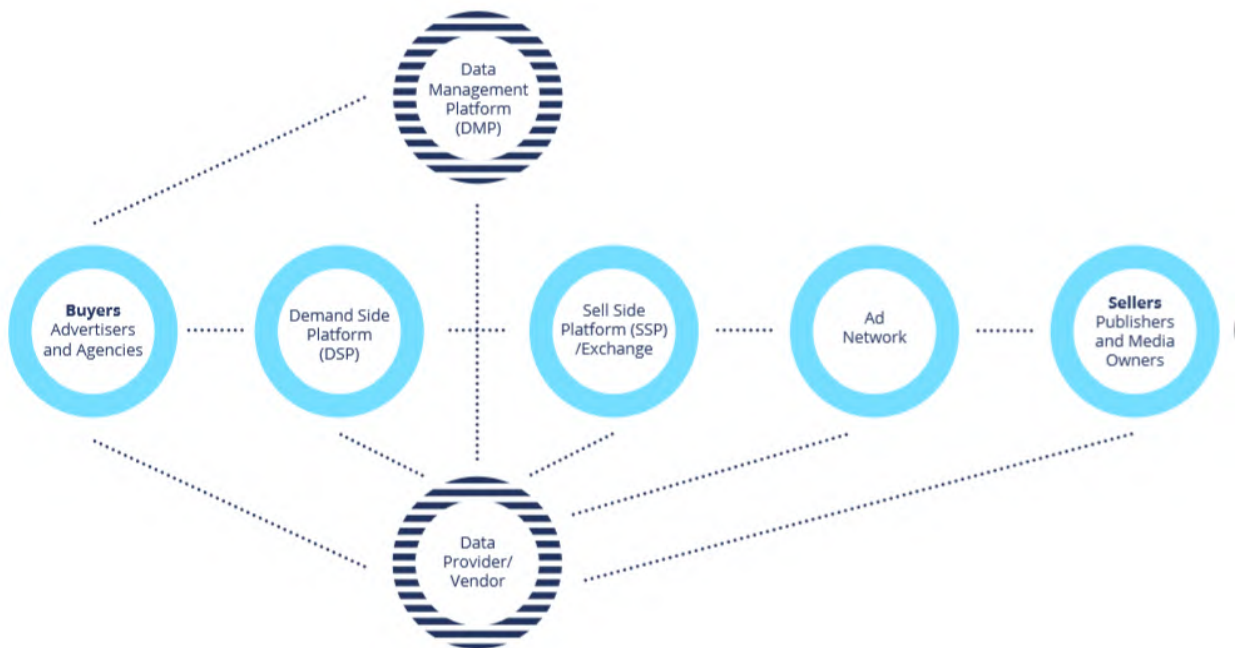 Data
Management
Platform
(DMP)
Buyers
Advertisers
and Agencies
Demand Side
Platform
(DSP)
Sell Side
Platform (SSP)
/Exchange
Ad
Network
Sellers
Publishers
and Media
Owners
Data
Provider/
Vendor